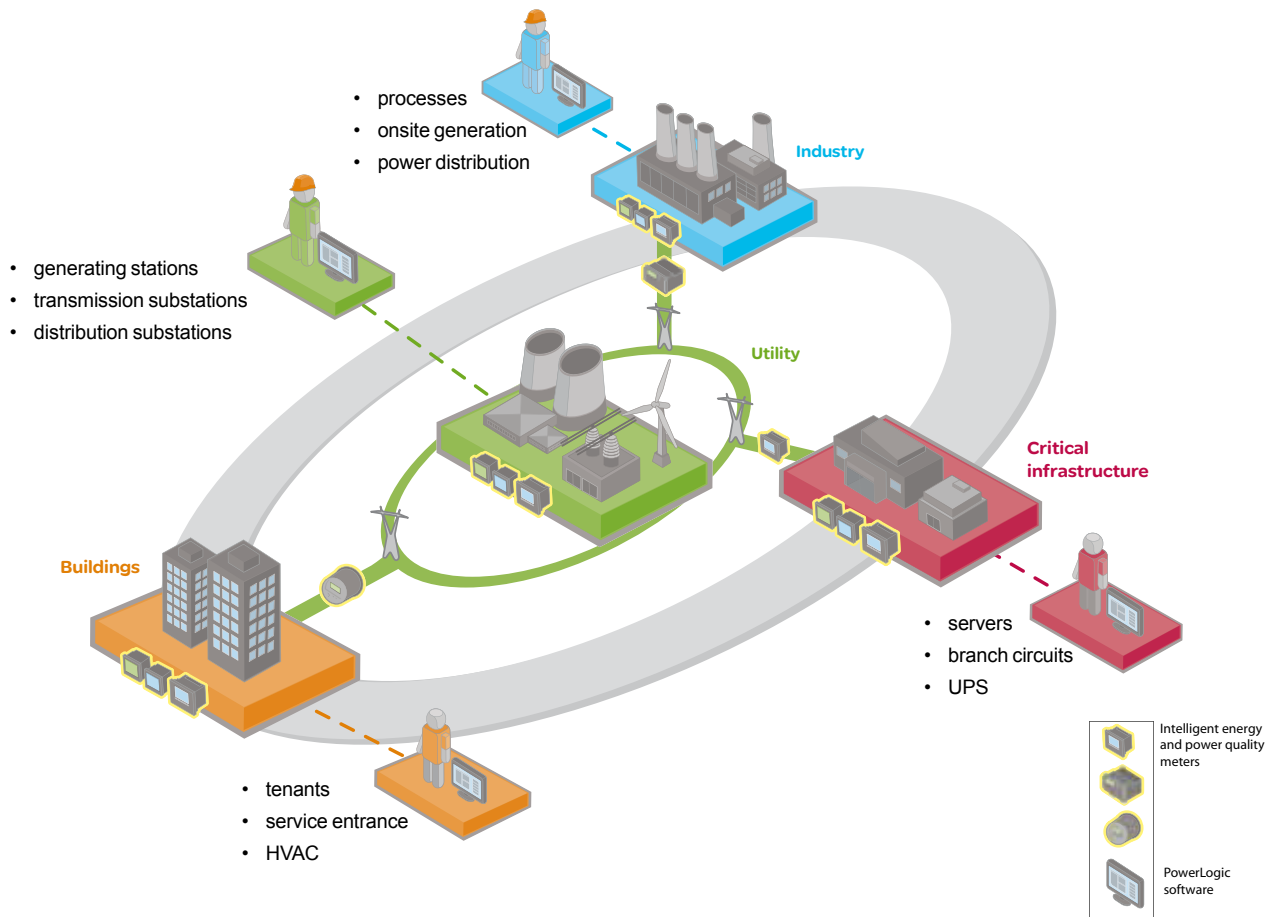 • processes
• onsite generation
• power distribution
Industry
• generating stations
• transmission substations
• distribution substations
Utility
Critical
infrastructure
Buildings
• servers
• branch circuits
• UPS
• tenants
• service entrance
• HVAC
Intelligent energy
and power quality
meters
PowerLogic
software